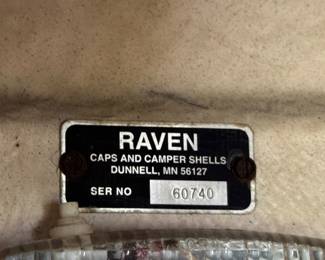 RAVEN
CAPS AND CAMPER SHELLS
DUNNELL, MN 56127
SER NO 60740